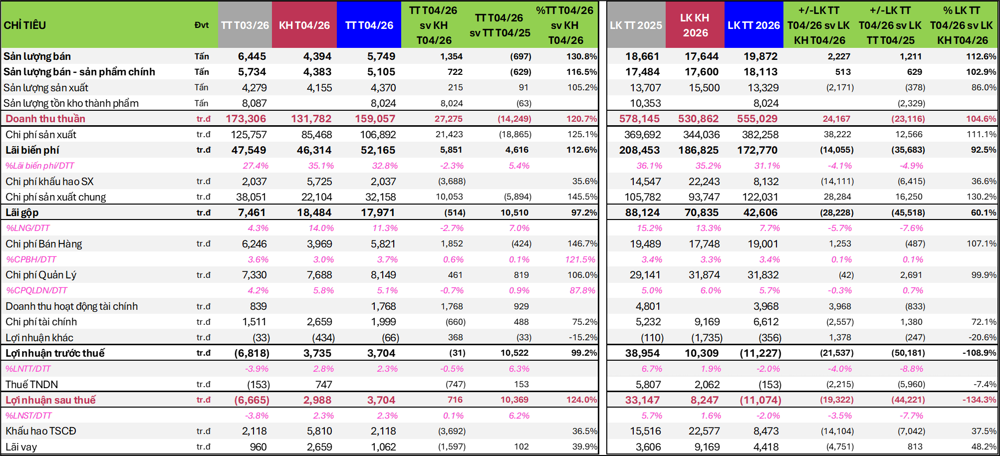 CHỈ TIÊU Đvt TT T03/26 KH T04/26 TT T04/26 TT T04/26 sv KH T04/26 TT T04/26 sv TT T04/25 %TT T04/26 sv KH T04/26 LK TT 2025 LK KH 2026 LK TT 2026 +/-LK TT T04/26 sv LK KH T04/26 +/-LK TT T04/26 sv LK TT T04/25 % LK TT T04/26 sv LK KH T04/26
Sản lượng bán Tấn 6,445 4,394 5,749 1,354 (697) 130.8% 18,661 17,644 19,872 2,227 1,211 112.6%
Sản lượng bán - sản phẩm chính Tấn 5,734 4,383 5,105 722 (629) 116.5% 17,484 17,600 18,113 513 629 102.9%
Sản lượng sản xuất Tấn 4,279 4,155 4,370 215 91 105.2% 13,707 15,500 13,329 (2,171) (378) 86.0%
Sản lượng tồn kho thành phẩm Tấn 8,087 8,024 8,024 (63) 10,353 8,024 (2,329)
Doanh thu thuần tr.đ 173,306 131,782 159,057 27,275 (14,249) 120.7% 578,145 530,862 555,029 24,167 (23,116) 104.6%
Chi phí sản xuất tr.đ 125,757 85,468 106,892 21,423 (18,865) 125.1% 369,692 344,036 382,258 38,222 12,566 111.1%
Lãi biến phí tr.đ 47,549 46,314 52,165 5,851 4,616 112.6% 208,453 186,825 172,770 (14,055) (35,683) 92.5%
%Lãi biến phí/DTT 27.4% 35.1% 32.8% -2.3% 5.4% 36.1% 35.2% 31.1% -4.1% -4.9%
Chi phí khấu hao SX tr.đ 2,037 5,725 2,037 (3,688) 35.6% 14,547 22,243 8,132 (14,111) (6,415) 36.6%
Chi phí sản xuất chung tr.đ 38,051 22,104 32,158 10,053 (5,894) 145.5% 105,782 93,747 122,031 28,284 16,250 130.2%
Lãi gộp tr.đ 7,461 18,484 17,971 (514) 10,510 97.2% 88,124 70,835 42,606 (28,228) (45,518) 60.1%
%LNG/DTT 4.3% 14.0% 11.3% -2.7% 7.0% 15.2% 13.3% 7.7% -5.7% -7.6%
Chi phí Bán Hàng tr.đ 6,246 3,969 5,821 1,852 (424) 146.7% 19,489 17,748 19,001 1,253 (487) 107.1%
%CPBH/DTT 3.6% 3.0% 3.7% 0.6% 0.1% 121.5% 3.4% 3.3% 3.4% 0.1% 0.1%
Chi phí Quản Lý tr.đ 7,330 7,688 8,149 461 819 106.0% 29,141 31,874 31,832 (42) 2,691 99.9%
%CPQLDN/DTT 4.2% 5.8% 5.1% -0.7% 0.9% 87.8% 5.0% 6.0% 5.7% -0.3% 0.7%
Doanh thu hoạt động tài chính tr.đ 839 1,768 1,768 929 4,801 3,968 3,968 (833)
Chi phí tài chính tr.đ 1,511 2,659 1,999 (660) 488 75.2% 5,232 9,169 6,612 (2,557) 1,380 72.1%
Lợi nhuận khác tr.đ (33) (434) (66) 368 (33) -15.2% (110) (1,735) (356) 1,378 (247) -20.6%
Lợi nhuận trước thuế tr.đ (6,818) 3,735 3,704 (31) 10,522 99.2% 38,954 10,309 (11,227) (21,537) (50,181) -108.9%
%LNTT/DTT -3.9% 2.8% 2.3% -0.5% 6.3% 6.7% 1.9% -2.0% -4.0% -8.8%
Thuế TNDN tr.đ (153) 747 (747) 153 5,807 2,062 (153) (2,215) (5,960) -7.4%
Lợi nhuận sau thuế tr.đ (6,665) 2,988 3,704 716 10,369 124.0% 33,147 8,247 (11,074) (19,322) (44,221) -134.3%
%LNST/DTT -3.8% 2.3% 2.3% 0.1% 6.2% 5.7% 1.6% -2.0% -3.5% -7.7%
Khấu hao TSCĐ tr.đ 2,118 5,810 2,118 (3,692) 36.5% 15,516 22,577 8,473 (14,104) (7,042) 37.5%
Lãi vay tr.đ 960 2,659 1,062 (1,597) 102 39.9% 3,606 9,169 4,418 (4,751) 813 48.2%